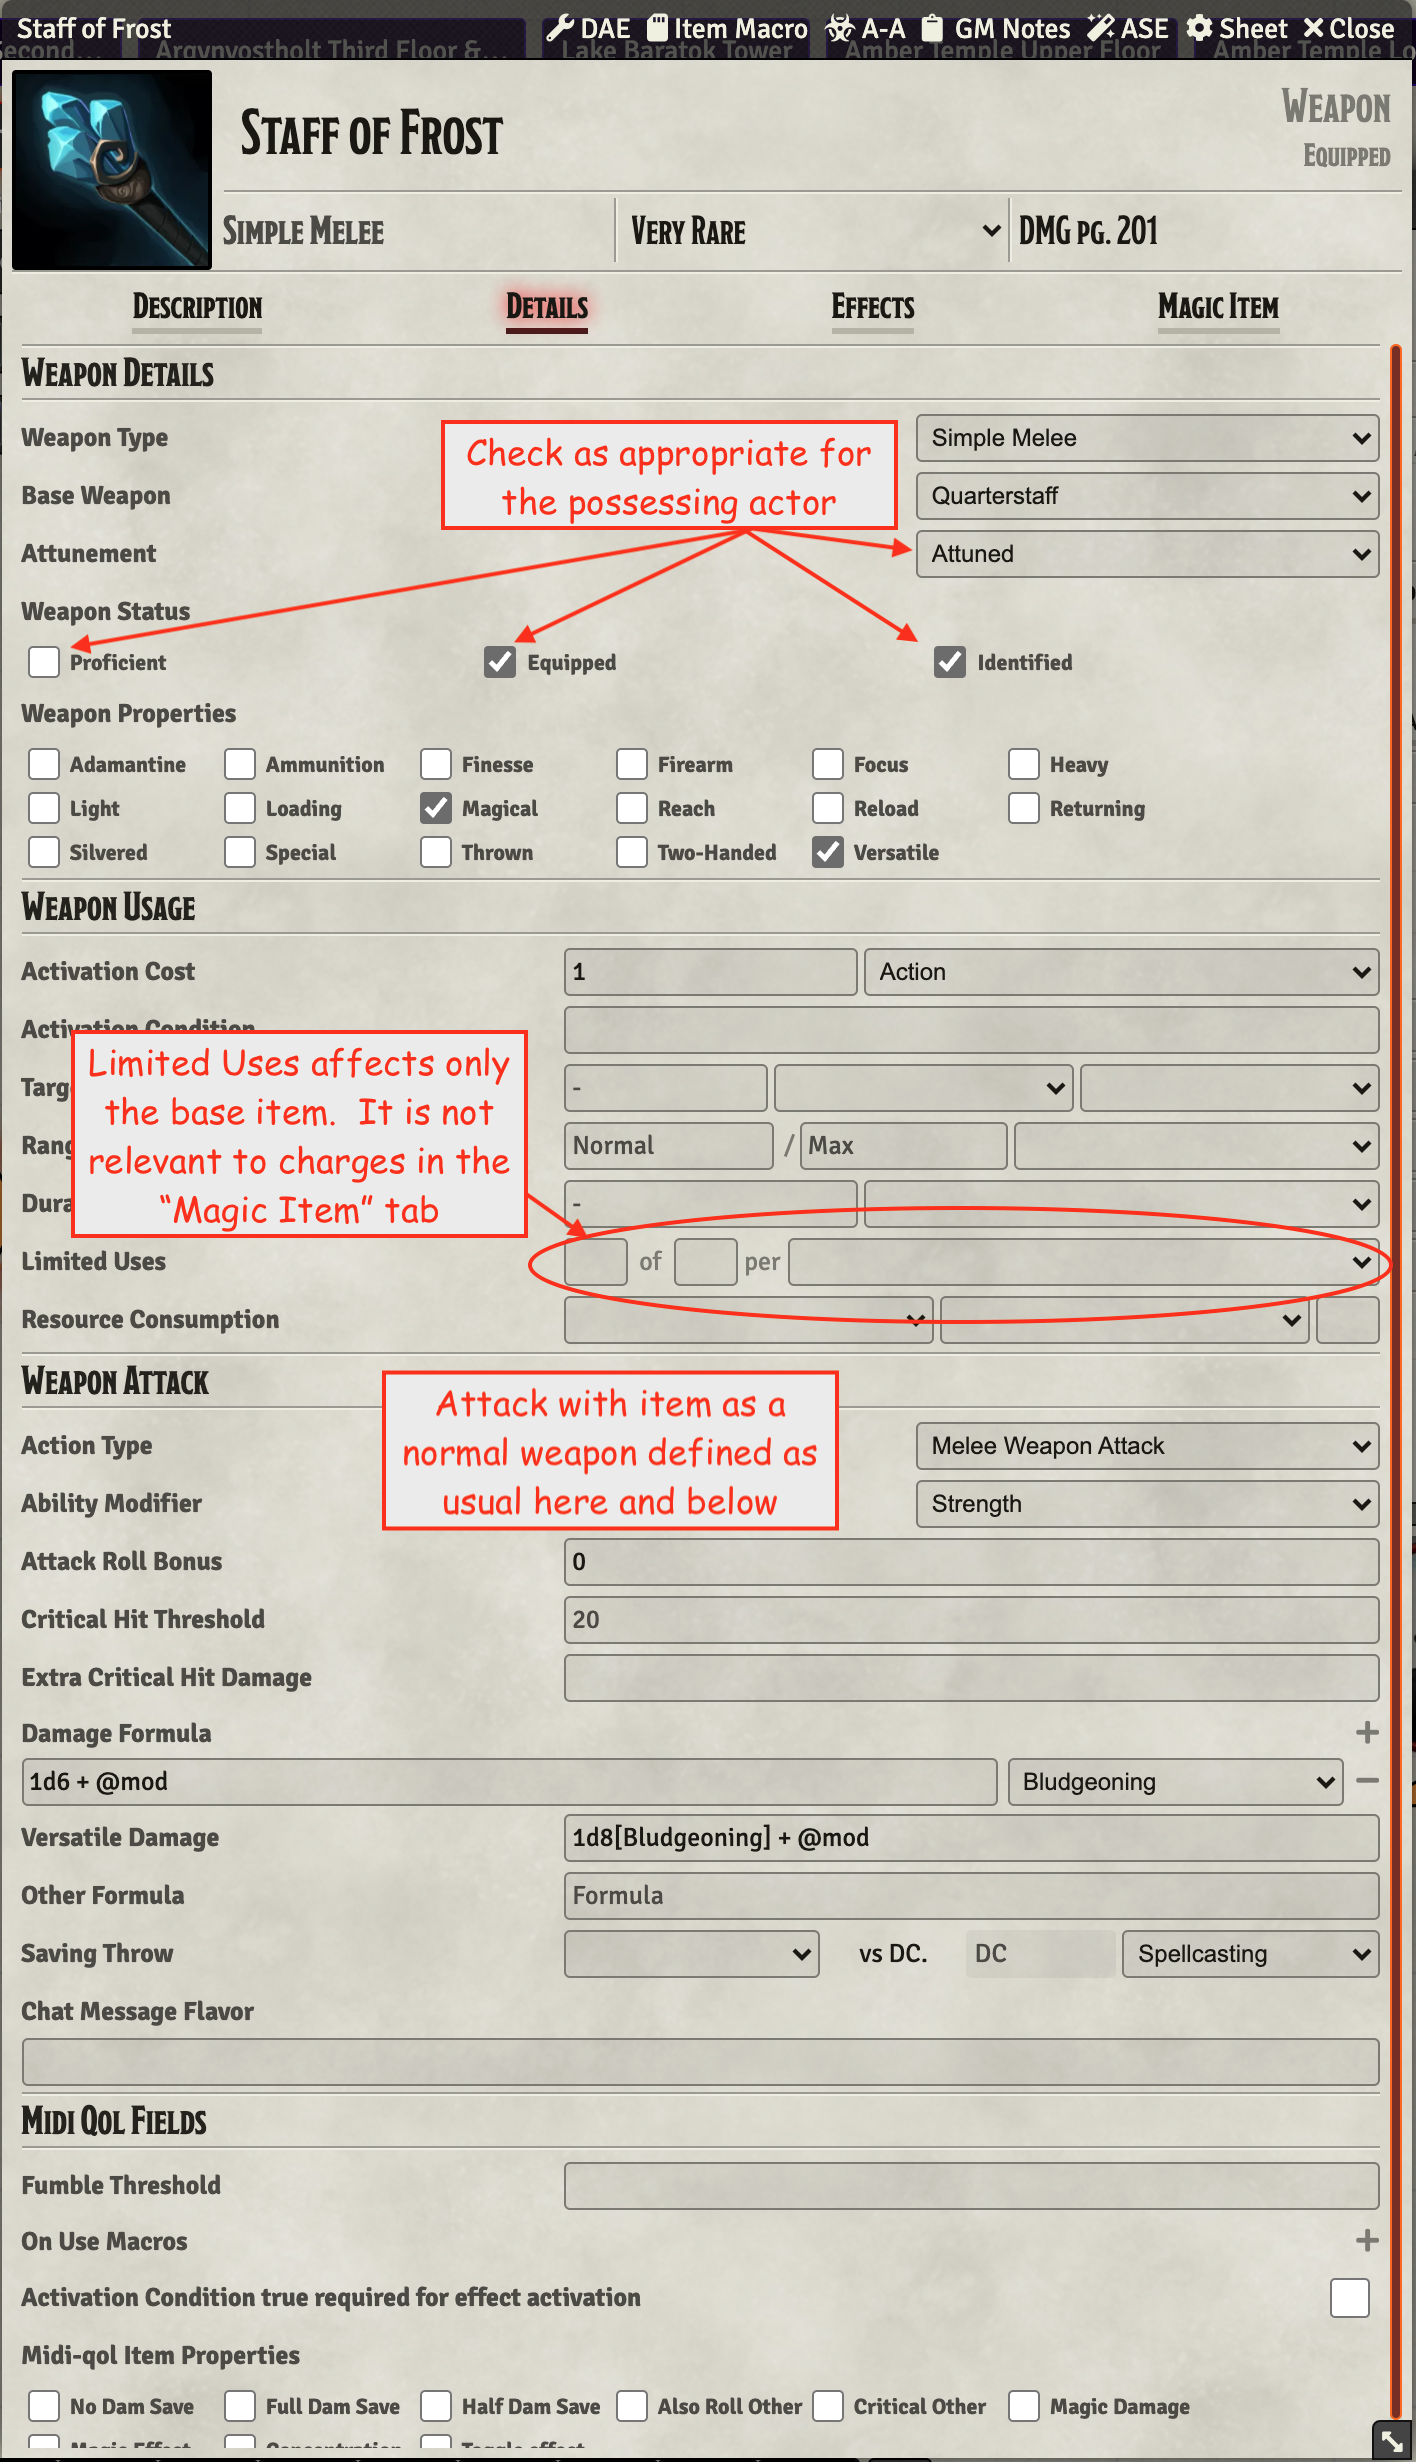 Staff of Frost DAE Item Macro A-A GM Notes ASE Sheet Close
Argynvostholt Third Floor &... Lake Baratok Tower Amber Temple Upper Floor Amber Temple
STAFF OF FROST
WEAPON
EQUIPPED
SIMPLE MELEE VERY RARE DMG PG. 201
DESCRIPTION DETAILS EFFECTS MAGIC ITEM
WEAPON DETAILS
Weapon Type Simple Melee
Check as appropriate for
the possessing actor
Base Weapon Quarterstaff
Attunement Attuned
Weapon Status
Proficient Equipped Identified
Weapon Properties
Adamantine Ammunition Finesse Firearm Focus Heavy
Light Loading Magical Reach Reload Returning
Silvered Special Thrown Two-Handed Versatile
WEAPON USAGE
Activation Cost 1 Action
Activation Condition
Limited Uses affects only
the base item. It is not
relevant to charges in the
“Magic Item” tab
Targ -
Rang Normal / Max
Dura -
Limited Uses of per
Resource Consumption
WEAPON ATTACK
Attack with item as a
normal weapon defined as
usual here and below
Action Type Melee Weapon Attack
Ability Modifier Strength
Attack Roll Bonus 0
Critical Hit Threshold 20
Extra Critical Hit Damage
Damage Formula +
1d6 + @mod Bludgeoning −
Versatile Damage 1d8[Bludgeoning] + @mod
Other Formula Formula
Saving Throw vs DC. DC Spellcasting
Chat Message Flavor
MIDI QOL FIELDS
Fumble Threshold
On Use Macros +
Activation Condition true required for effect activation
Midi-qol Item Properties
No Dam Save Full Dam Save Half Dam Save Also Roll Other Critical Other Magic Damage
Magic Effect Concentration Toggle effect